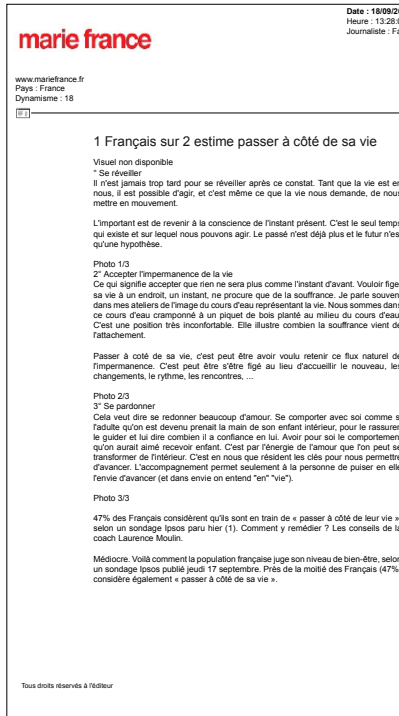 Date : 18/09/20
Heure : 13:28:0
Journaliste : Fa
marie france
www.mariefrance.fr
Pays : France
Dynamisme : 18
1 Français sur 2 estime passer à côté de sa vie
Visuel non disponible
" Se réveiller
Il n'est jamais trop tard pour se réveiller après ce constat. Tant que la vie est en
nous, il est possible d'agir, et c'est même ce que la vie nous demande, de nous
mettre en mouvement.
L'important est de revenir à la conscience de l'instant présent. C'est le seul temps
qui existe et sur lequel nous pouvons agir. Le passé n'est déjà plus et le futur n'es
qu'une hypothèse.
Photo 1/3
2° Accepter l'impermanence de la vie
Ce qui signifie accepter que rien ne sera plus comme l'instant d'avant. Vouloir fige
sa vie à un endroit, un instant, ne procure que de la souffrance. Je parle souven
dans mes ateliers de l'image du cours d'eau représentant la vie. Nous sommes dans
ce cours d'eau cramponné à un piquet de bois planté au milieu du cours d'eau
C'est une position très inconfortable. Elle illustre combien la souffrance vient de
l'attachement.
Passer à coté de sa vie, c'est peut être avoir voulu retenir ce flux naturel de
l'impermanence. C'est peut être s'être figé au lieu d'accueillir le nouveau, les
changements, le rythme, les rencontres, ...
Photo 2/3
3° Se pardonner
Cela veut dire se redonner beaucoup d'amour. Se comporter avec soi comme s
l'adulte qu'on est devenu prenait la main de son enfant intérieur, pour le rassurer
le guider et lui dire combien il a confiance en lui. Avoir pour soi le comportemen
qu'on aurait aimé recevoir enfant. C'est par l'énergie de l'amour que l'on peut se
transformer de l'intérieur. C'est en nous que résident les clés pour nous permettre
d'avancer. L'accompagnement permet seulement à la personne de puiser en elle
l'envie d'avancer (et dans envie on entend "en" "vie").
Photo 3/3
47% des Français considèrent qu'ils sont en train de « passer à côté de leur vie »
selon un sondage Ipsos paru hier (1). Comment y remédier ? Les conseils de la
coach Laurence Moulin.
Médiocre. Voilà comment la population française juge son niveau de bien-être, selon
un sondage Ipsos publié jeudi 17 septembre. Près de la moitié des Français (47%
considère également « passer à côté de sa vie ».
Tous droits réservés à l'éditeur